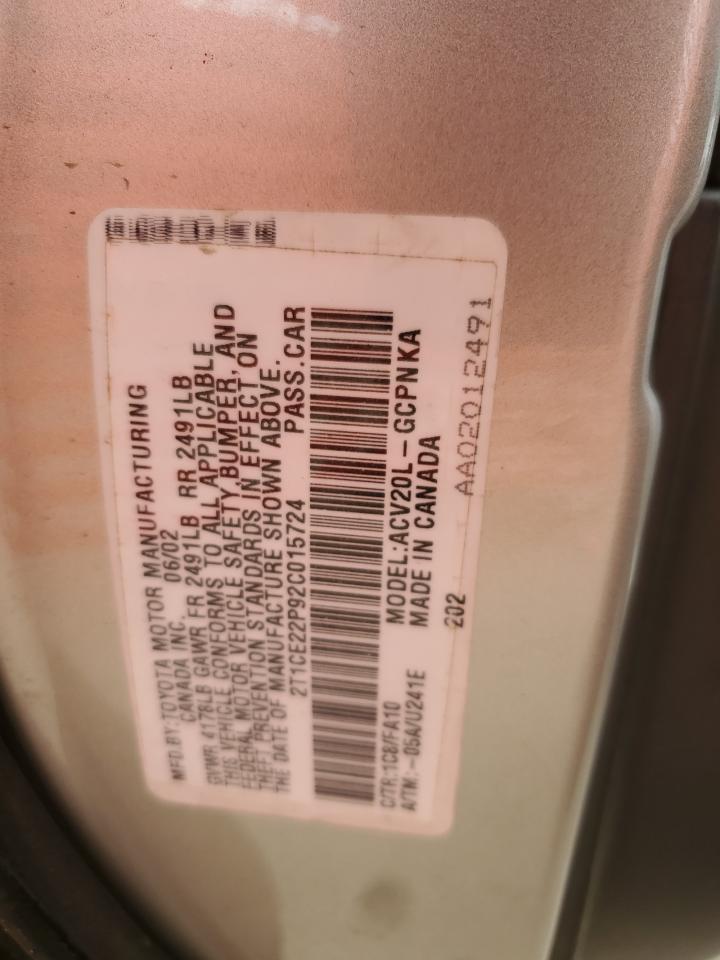 MFD.BY:TOYOTA MOTOR MANUFACTURING
CANADA INC. 06/02
GVWR 4178LB GAWR FR 2491LB RR 2491LB
THIS VEHICLE CONFORMS TO ALL APPLICABLE
FEDERAL MOTOR VEHICLE SAFETY,BUMPER, AND
THEFT PREVENTION STANDARDS IN EFFECT ON
THE DATE OF MANUFACTURE SHOWN ABOVE.
2T1CE22P92C015724 PASS.CAR
C/TR:1C8/FA10 MODEL:ACV20L-GCPNKA
A/TM:-05A/U241E MADE IN CANADA
202 AA02012491